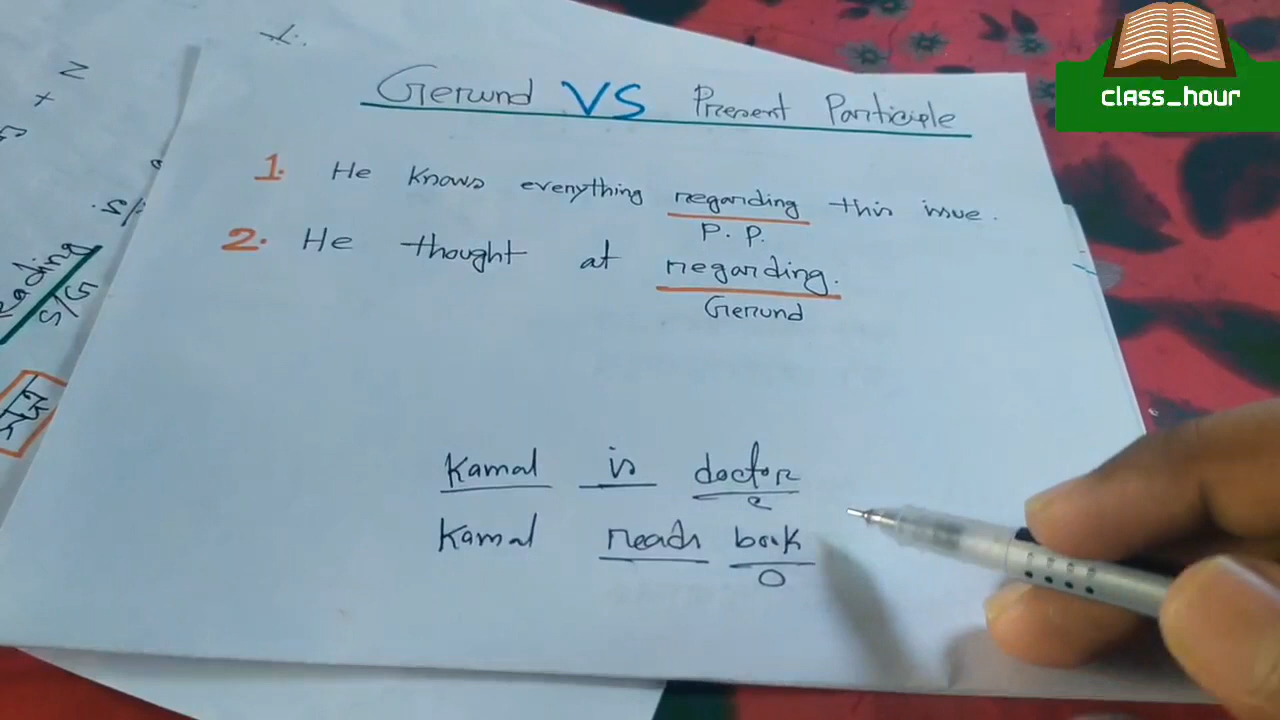 class_hour
Gerund VS Present Participle
1. He knows everything regarding this issue.
P. P.
2. He thought at regarding.
Gerund
Kamal is doctor
c
Kamal reads book
O
eading
S/G